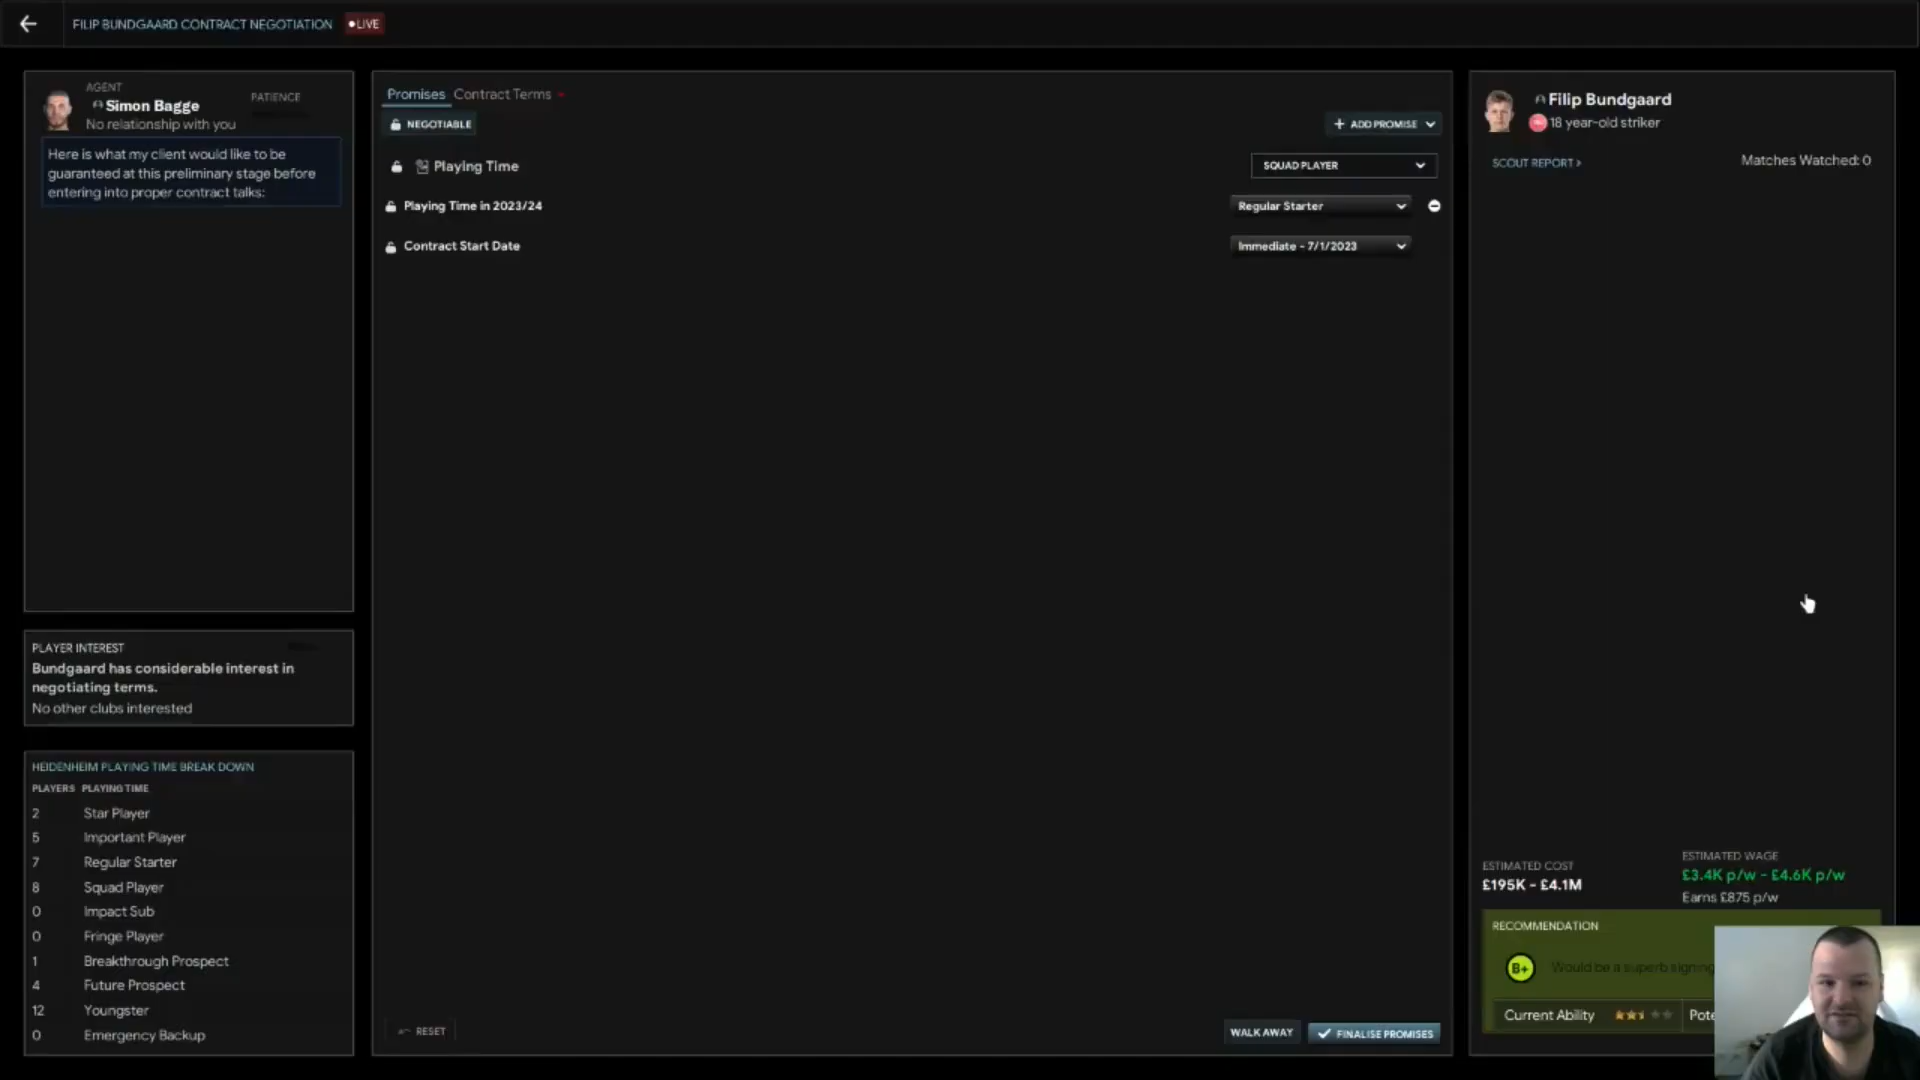 FILIP BUNDGAARD CONTRACT NEGOTIATION
LIVE
AGENT
Simon Bagge
No relationship with you
PATIENCE
Here is what my client would like to be
guaranteed at this preliminary stage before
entering into proper contract talks:
PLAYER INTEREST
Bundgaard has considerable interest in
negotiating terms.
No other clubs interested
HEIDENHEIM PLAYING TIME BREAK DOWN
PLAYERS PLAYING TIME
2 Star Player
5 Important Player
7 Regular Starter
8 Squad Player
0 Impact Sub
0 Fringe Player
1 Breakthrough Prospect
4 Future Prospect
12 Youngster
0 Emergency Backup
Promises Contract Terms
NEGOTIABLE
+ ADD PROMISE
Playing Time
SQUAD PLAYER
Playing Time in 2023/24
Regular Starter
Contract Start Date
Immediate - 7/1/2023
RESET
WALK AWAY
FINALISE PROMISES
Filip Bundgaard
18 year-old striker
SCOUT REPORT >
Matches Watched: 0
ESTIMATED COST
£195K - £4.1M
ESTIMATED WAGE
£3.4K p/w - £4.6K p/w
Earns £875 p/w
RECOMMENDATION
B+
Would be a superb signing
Current Ability
Pote